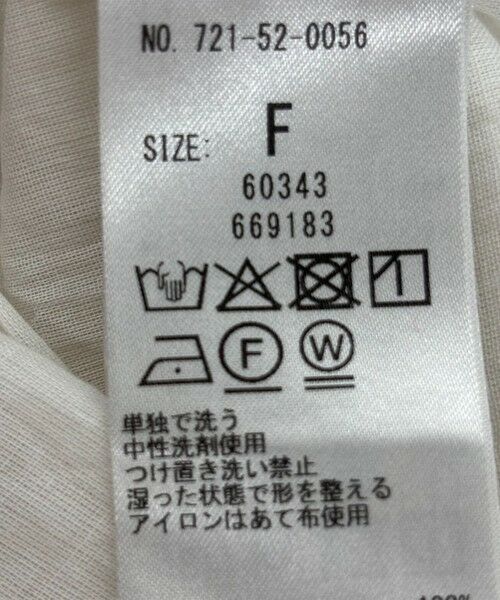 NO. 721-52-0056
SIZE: F
60343
669183
F W
単独で洗う
中性洗剤使用
つけ置き洗い禁止
湿った状態で形を整える
アイロンはあて布使用